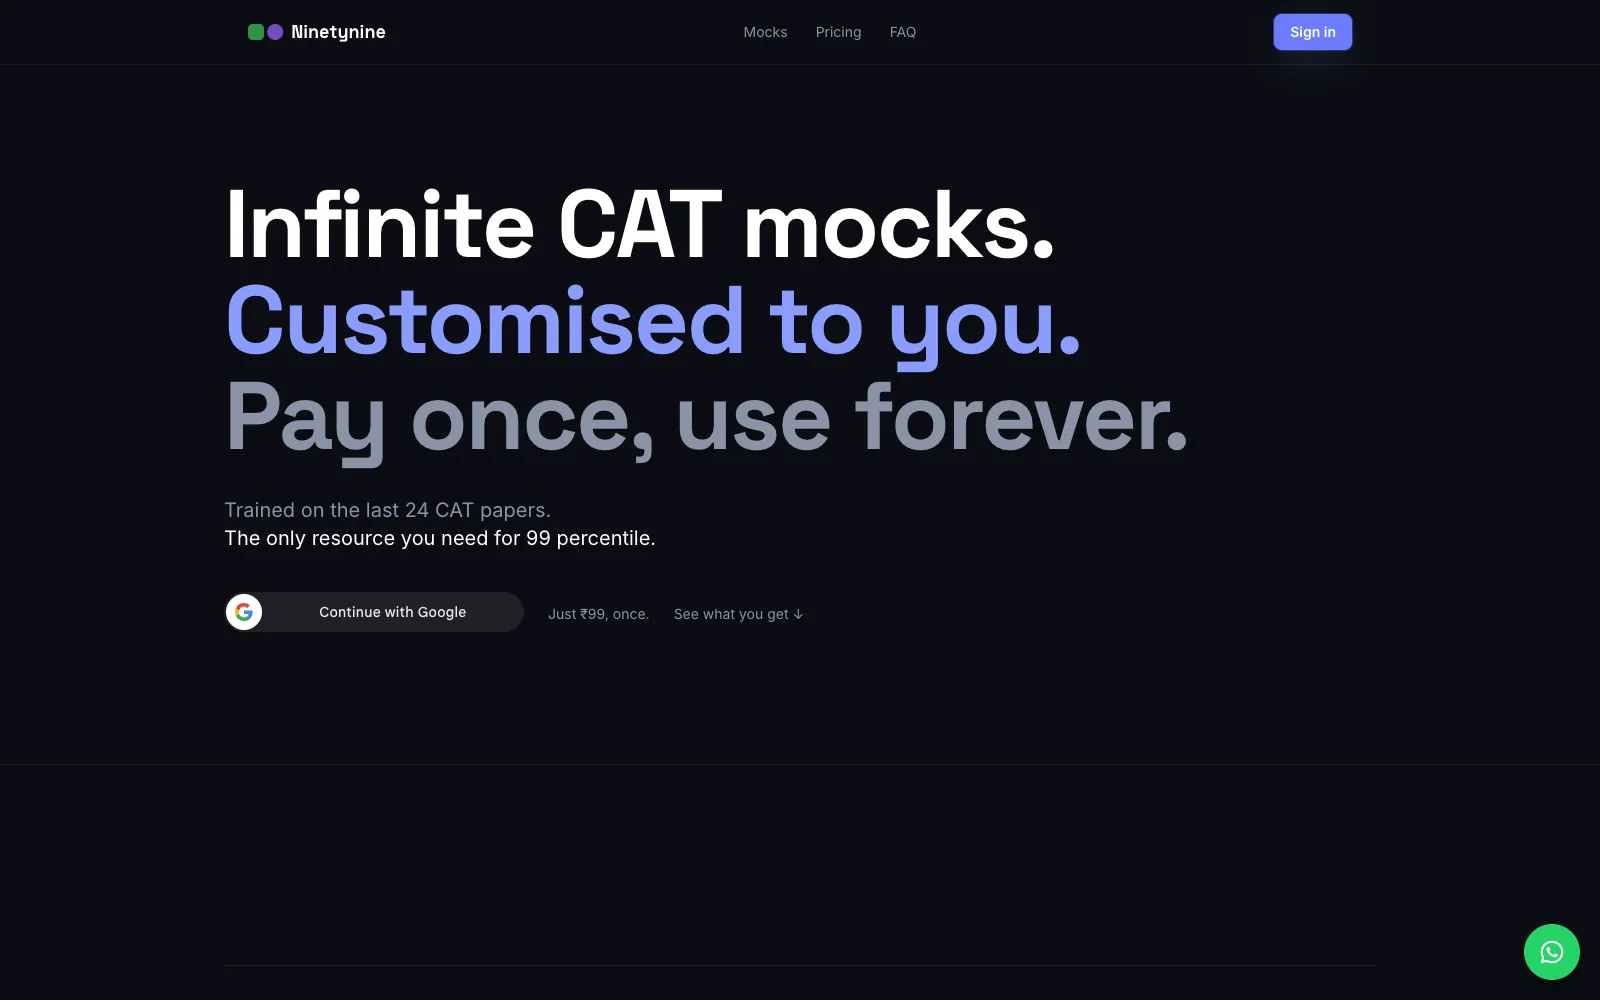 Ninetynine
Mocks
Pricing
FAQ
Sign in
Infinite CAT mocks.
Customised to you.
Pay once, use forever.
Trained on the last 24 CAT papers.
The only resource you need for 99 percentile.
Continue with Google
Just ₹99, once.
See what you get ↓